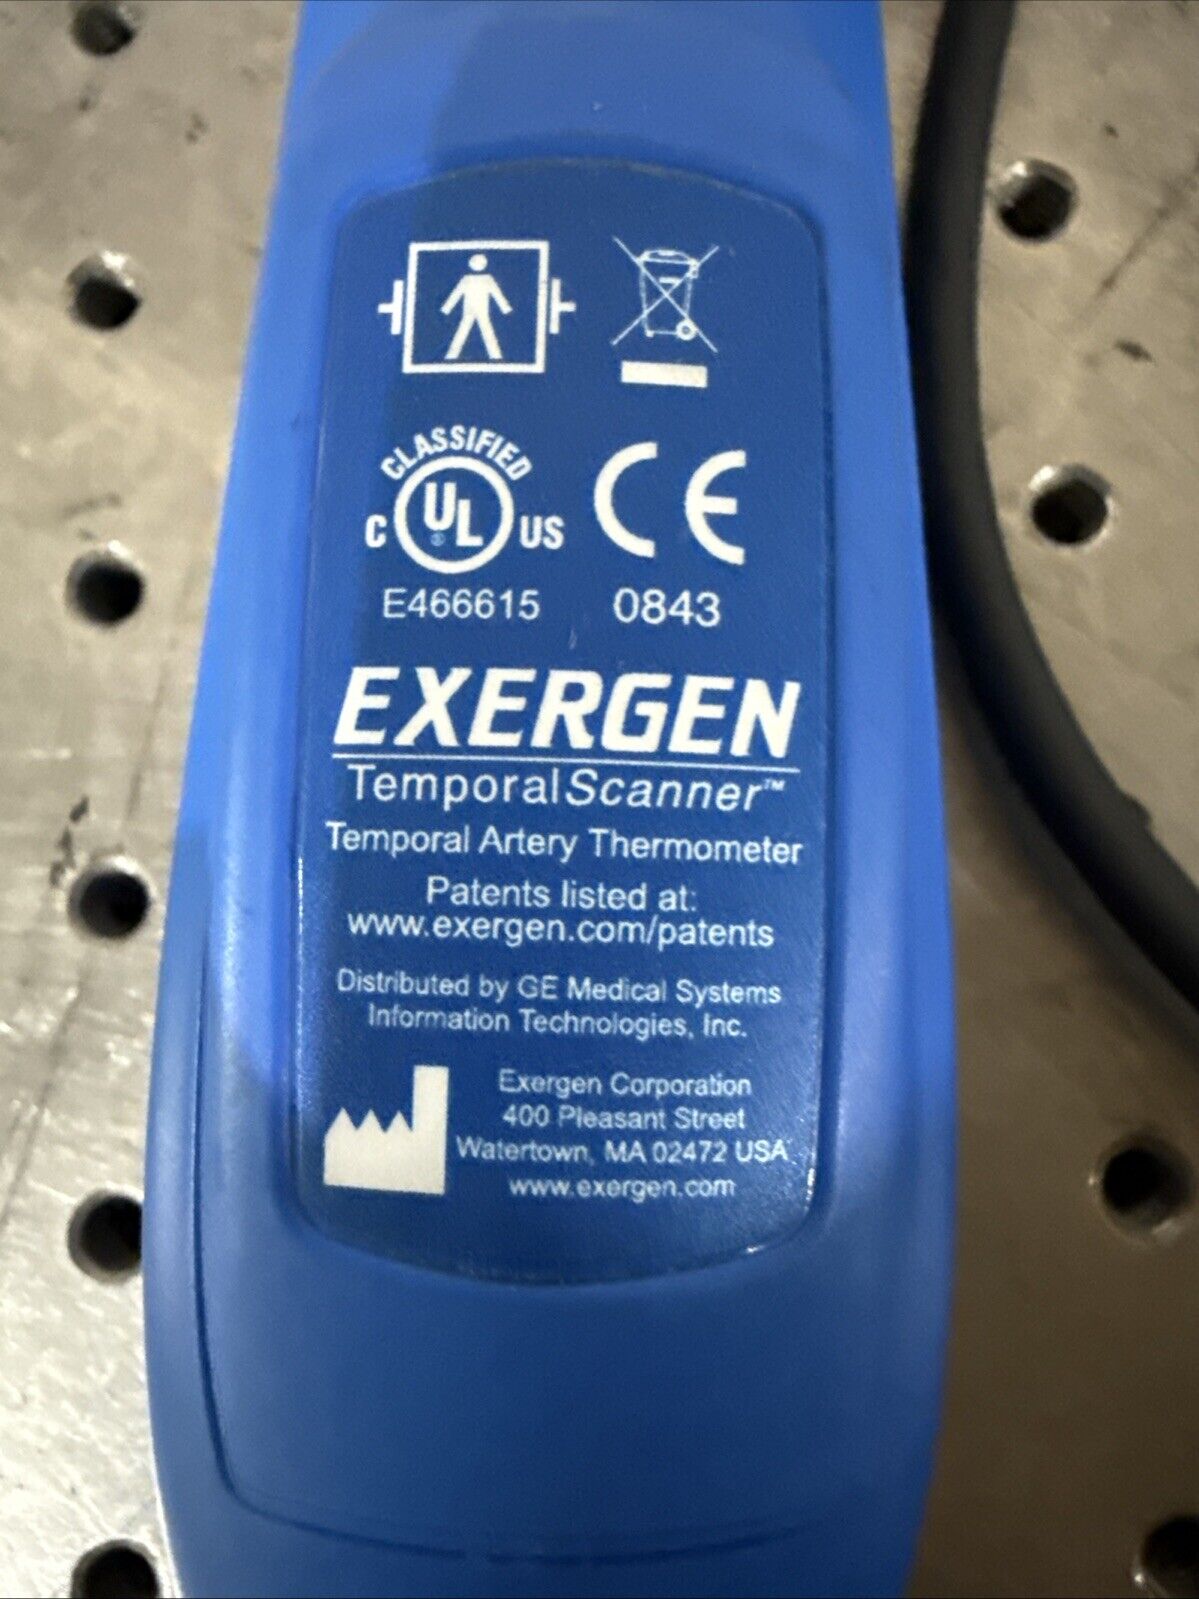 CLASSIFIED
C UL ® US
CE
E466615
0843
EXERGEN
TemporalScanner™
Temporal Artery Thermometer
Patents listed at:
www.exergen.com/patents
Distributed by GE Medical Systems
Information Technologies, Inc.
Exergen Corporation
400 Pleasant Street
Watertown, MA 02472 USA
www.exergen.com